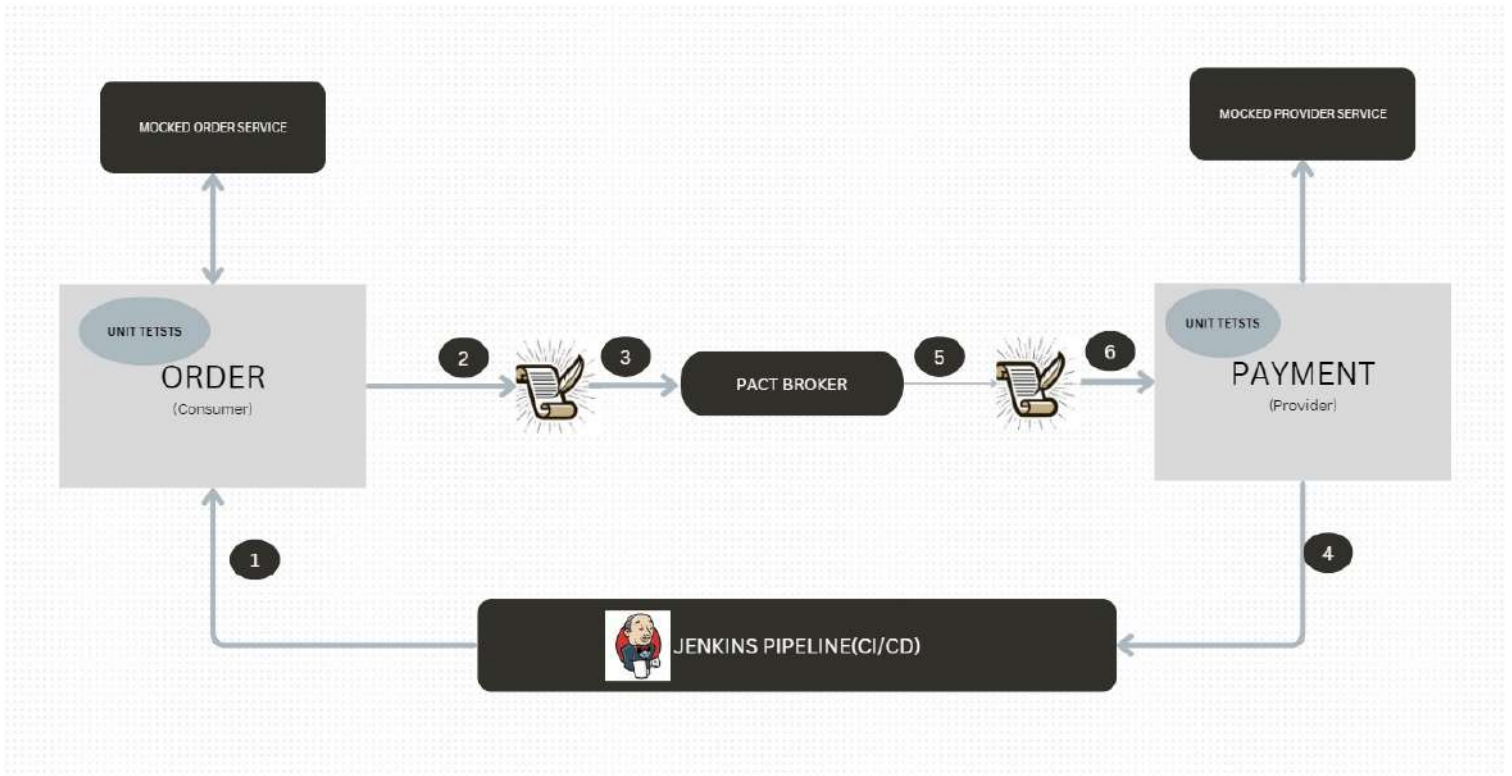 MOCKED ORDER SERVICE
MOCKED PROVIDER SERVICE
UNIT TETSTS
ORDER
(Consumer)
2
3
PACT BROKER
5
6
UNIT TETSTS
PAYMENT
(Provider)
1
4
JENKINS PIPELINE(CI/CD)